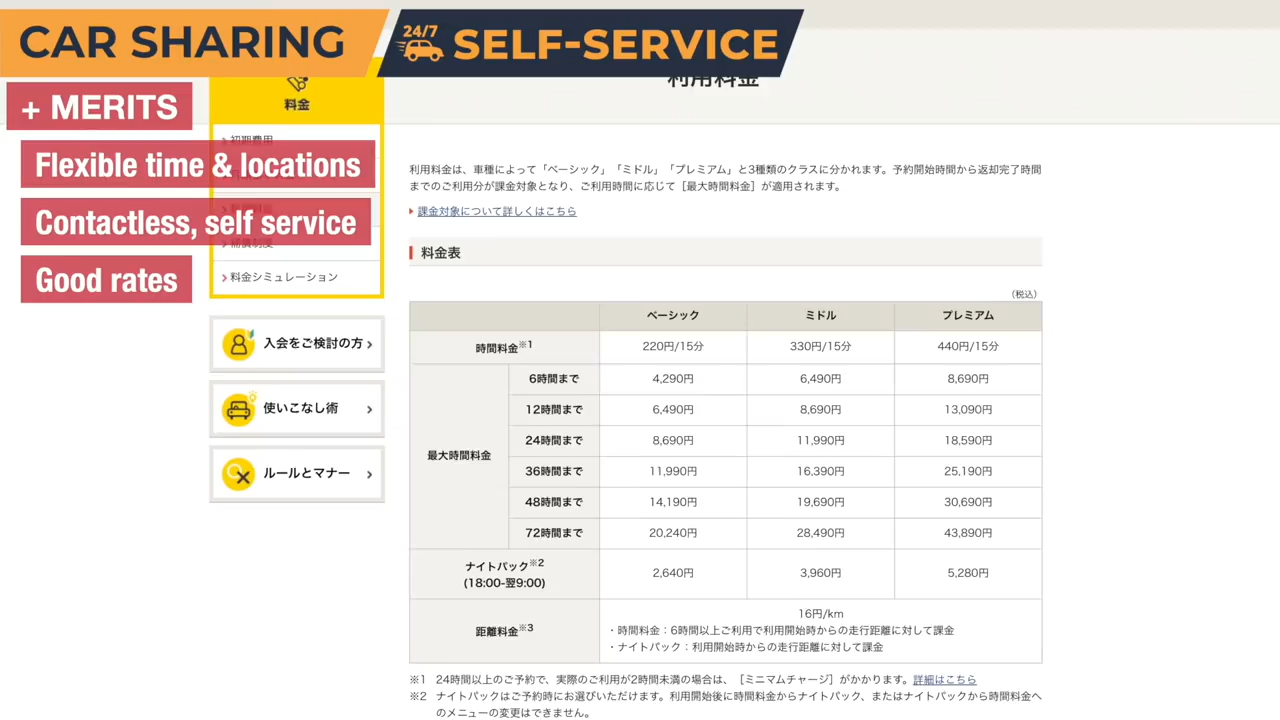 CAR SHARING
24/7
SELF-SERVICE
+ MERITS
Flexible time & locations
Contactless, self service
Good rates
料金
利用料金
初期費用
補償制度
料金シミュレーション
入会をご検討の方
使いこなし術
ルールとマナー
利用料金は、車種によって「ベーシック」「ミドル」「プレミアム」と3種類のクラスに分かれます。予約開始時間から返却完了時間
までのご利用分が課金対象となり、ご利用時間に応じて［最大時間料金］が適用されます。
課金対象について詳しくはこちら
料金表
（税込）
ベーシック ミドル プレミアム
時間料金※1 220円/15分 330円/15分 440円/15分
最大時間料金
6時間まで 4,290円 6,490円 8,690円
12時間まで 6,490円 8,690円 13,090円
24時間まで 8,690円 11,990円 18,590円
36時間まで 11,990円 16,390円 25,190円
48時間まで 14,190円 19,690円 30,690円
72時間まで 20,240円 28,490円 43,890円
ナイトパック※2
(18:00-翌9:00) 2,640円 3,960円 5,280円
距離料金※3
16円/km
・時間料金：6時間以上ご利用で利用開始時からの走行距離に対して課金
・ナイトパック：利用開始時からの走行距離に対して課金
※1 24時間以上のご予約で、実際のご利用が2時間未満の場合は、［ミニマムチャージ］がかかります。詳細はこちら
※2 ナイトパックはご予約時にお選びいただけます。利用開始後に時間料金からナイトパック、またはナイトパックから時間料金へ
のメニューの変更はできません。